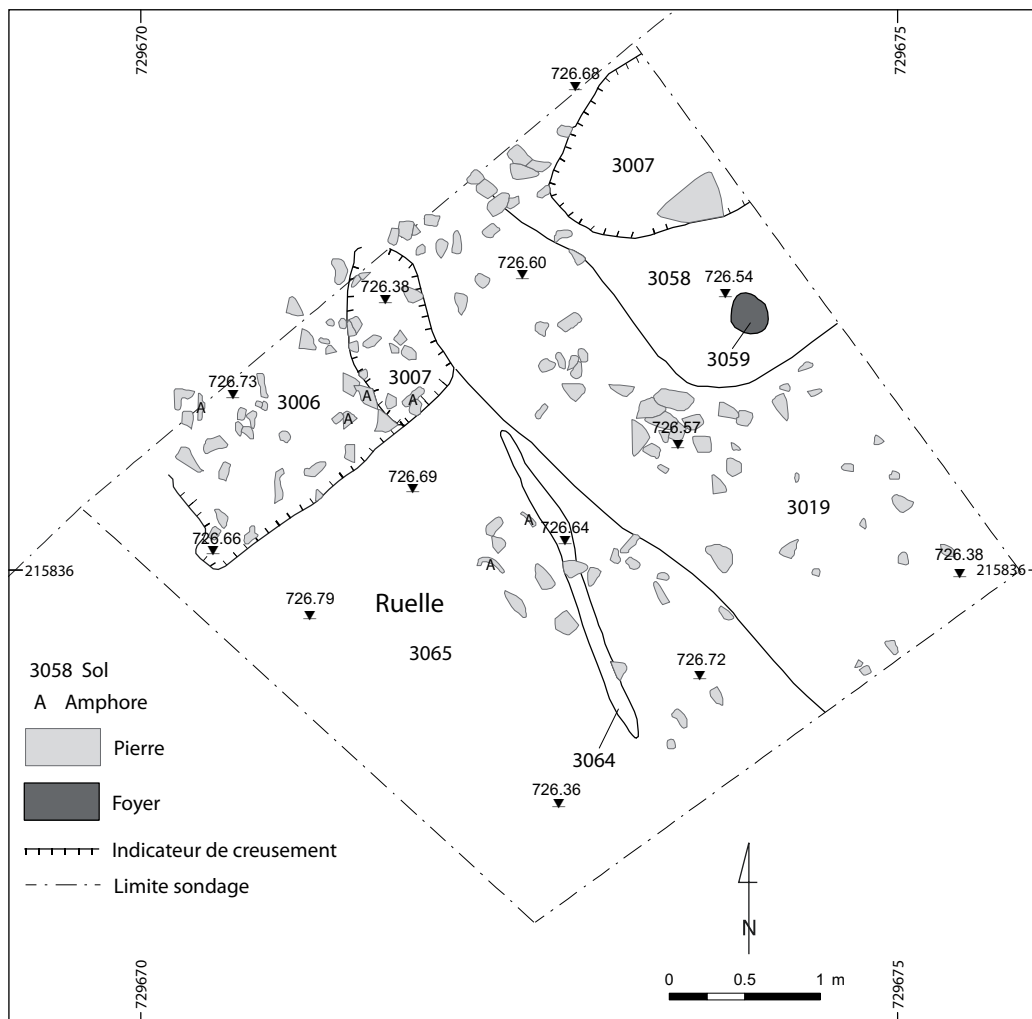 729670
729675
726.68
3007
726.60
3058
726.54
726.38
3059
3007
726.73
3006
A
A
A
A
726.57
726.69
3019
A
726.64
726.66
A
726.38
215836
215836
726.79
Ruelle
3065
726.72
3058 Sol
A Amphore
Pierre
3064
726.36
Foyer
Indicateur de creusement
Limite sondage
N
729670
729675
0 0.5 1 m